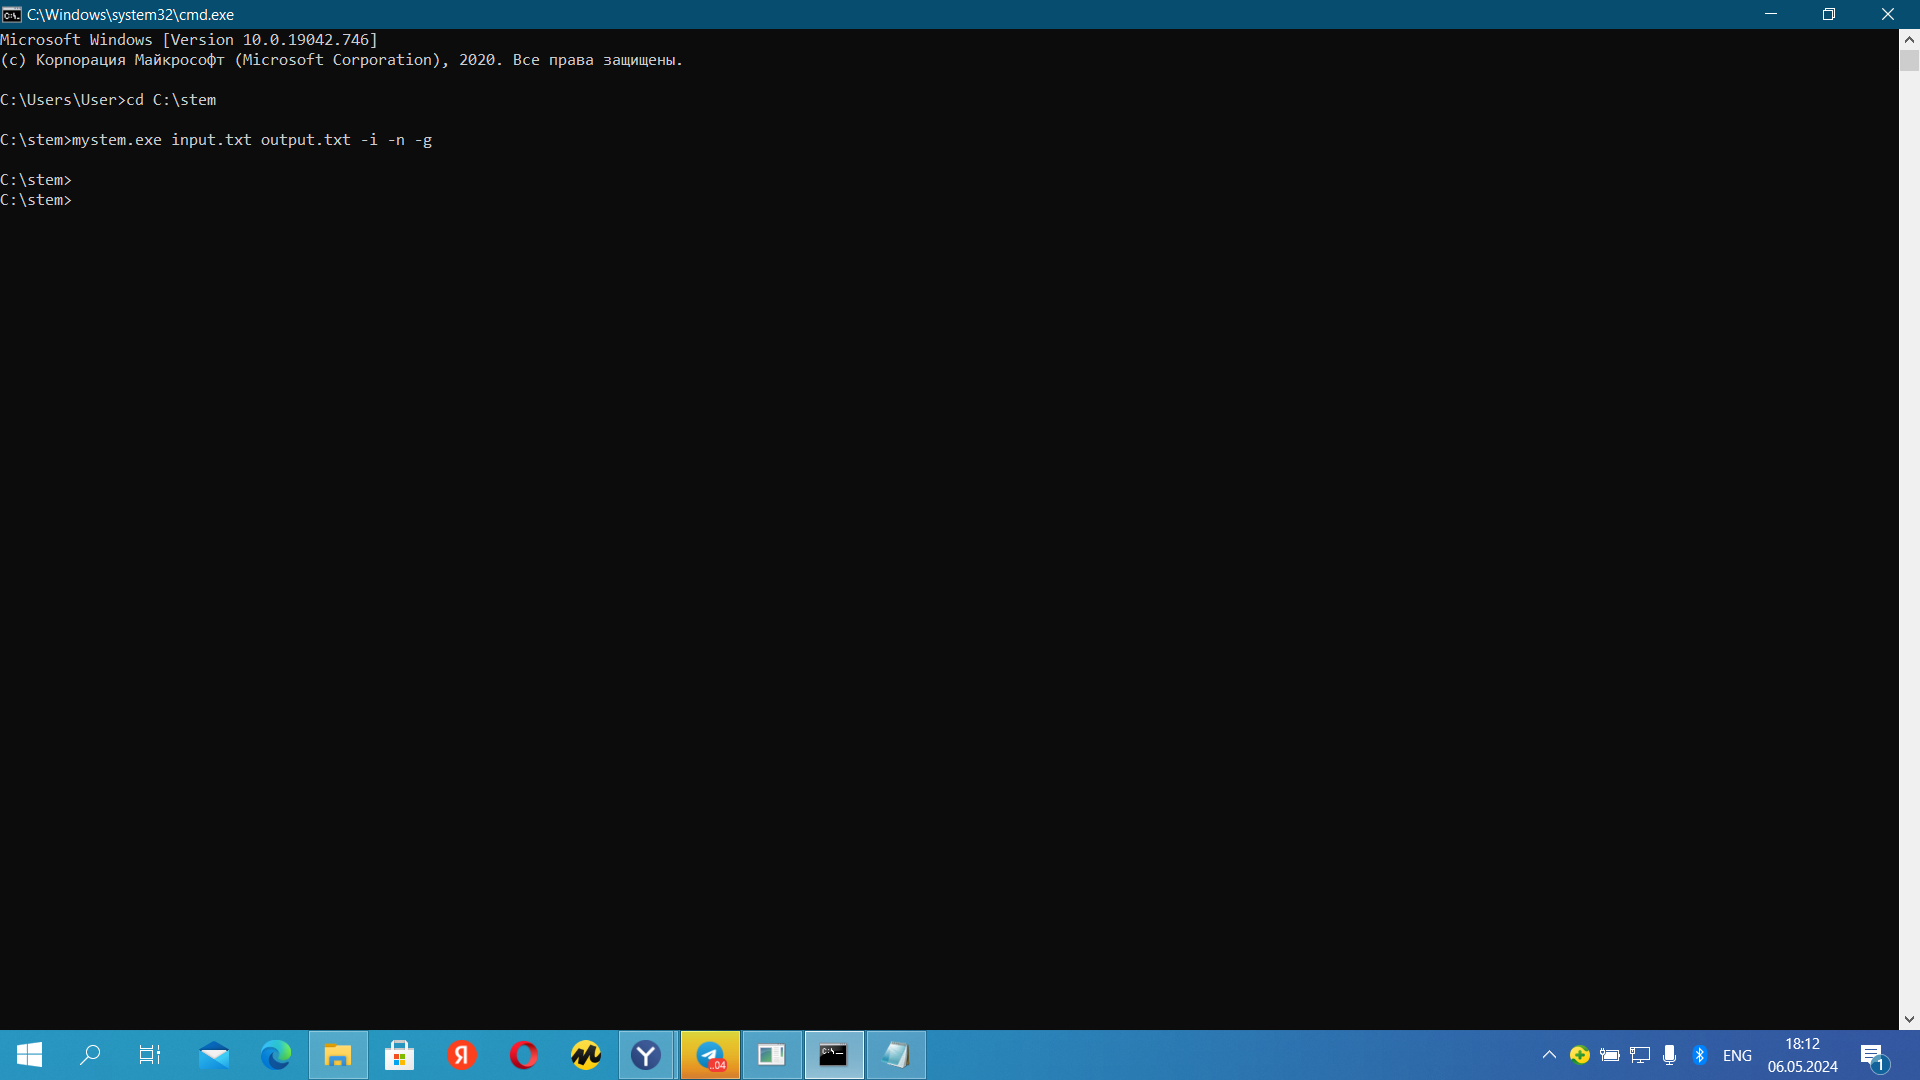 C:\Windows\system32\cmd.exe
Microsoft Windows [Version 10.0.19042.746]
(c) Корпорация Майкрософт (Microsoft Corporation), 2020. Все права защищены.
C:\Users\User>cd C:\stem
C:\stem>mystem.exe input.txt output.txt -i -n -g
C:\stem>
C:\stem>
Я
Y
..04
C:\.
ENG
18:12
06.05.2024
1